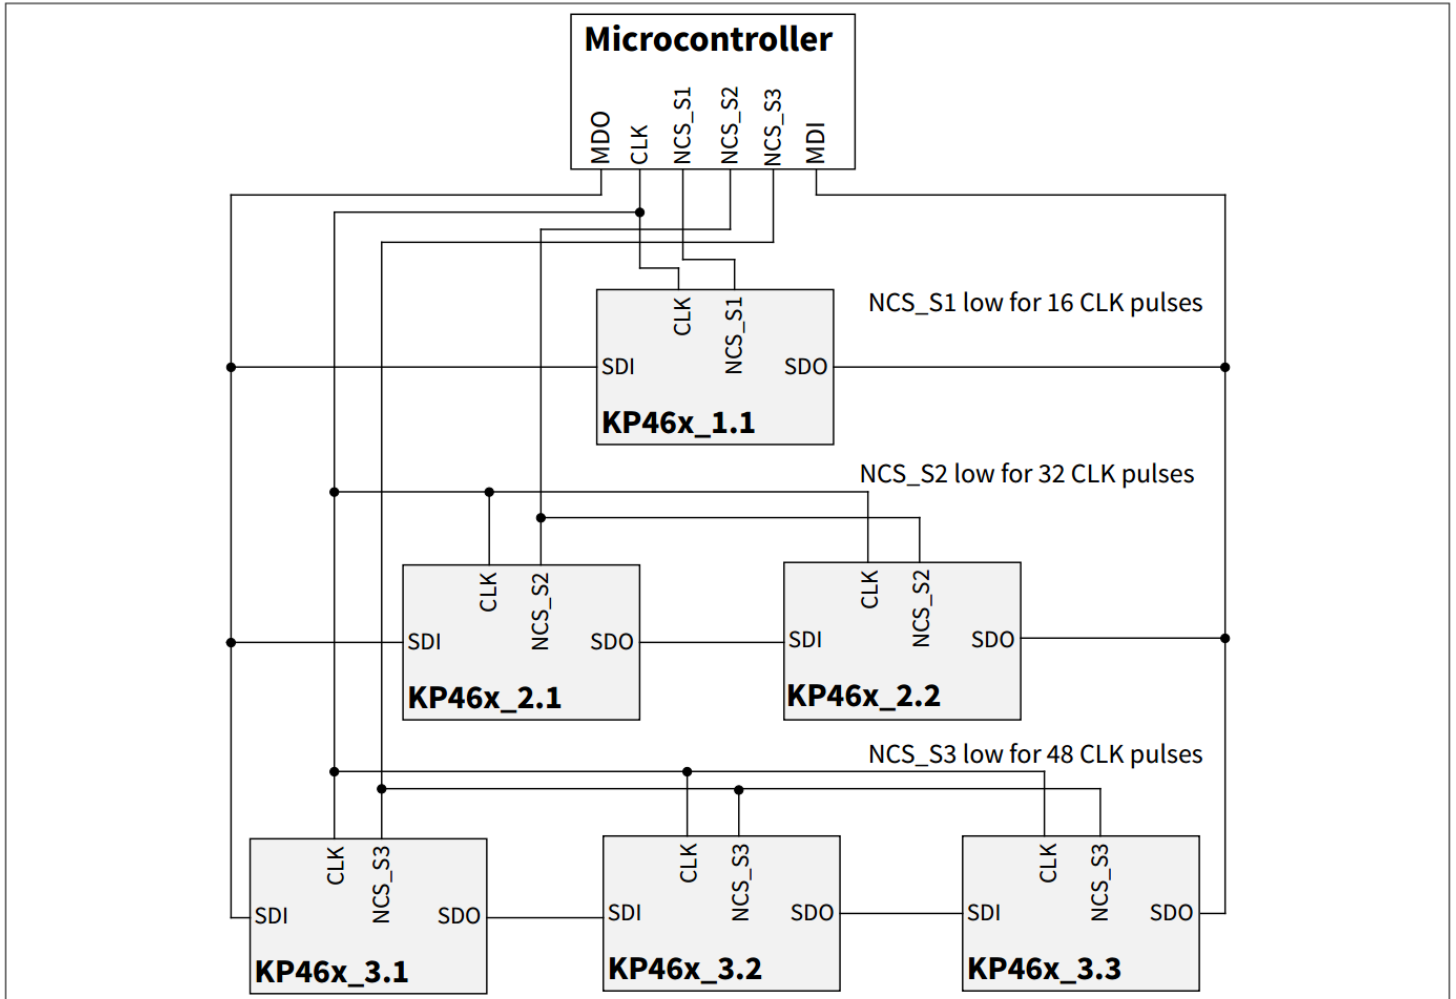 Microcontroller
MDO
CLK
NCS_S1
NCS_S2
NCS_S3
MDI
NCS_S1 low for 16 CLK pulses
CLK
NCS_S1
SDI
SDO
KP46x_1.1
NCS_S2 low for 32 CLK pulses
CLK
NCS_S2
SDI
SDO
KP46x_2.1
CLK
NCS_S2
SDI
SDO
KP46x_2.2
NCS_S3 low for 48 CLK pulses
CLK
NCS_S3
SDI
SDO
KP46x_3.1
CLK
NCS_S3
SDI
SDO
KP46x_3.2
CLK
NCS_S3
SDI
SDO
KP46x_3.3